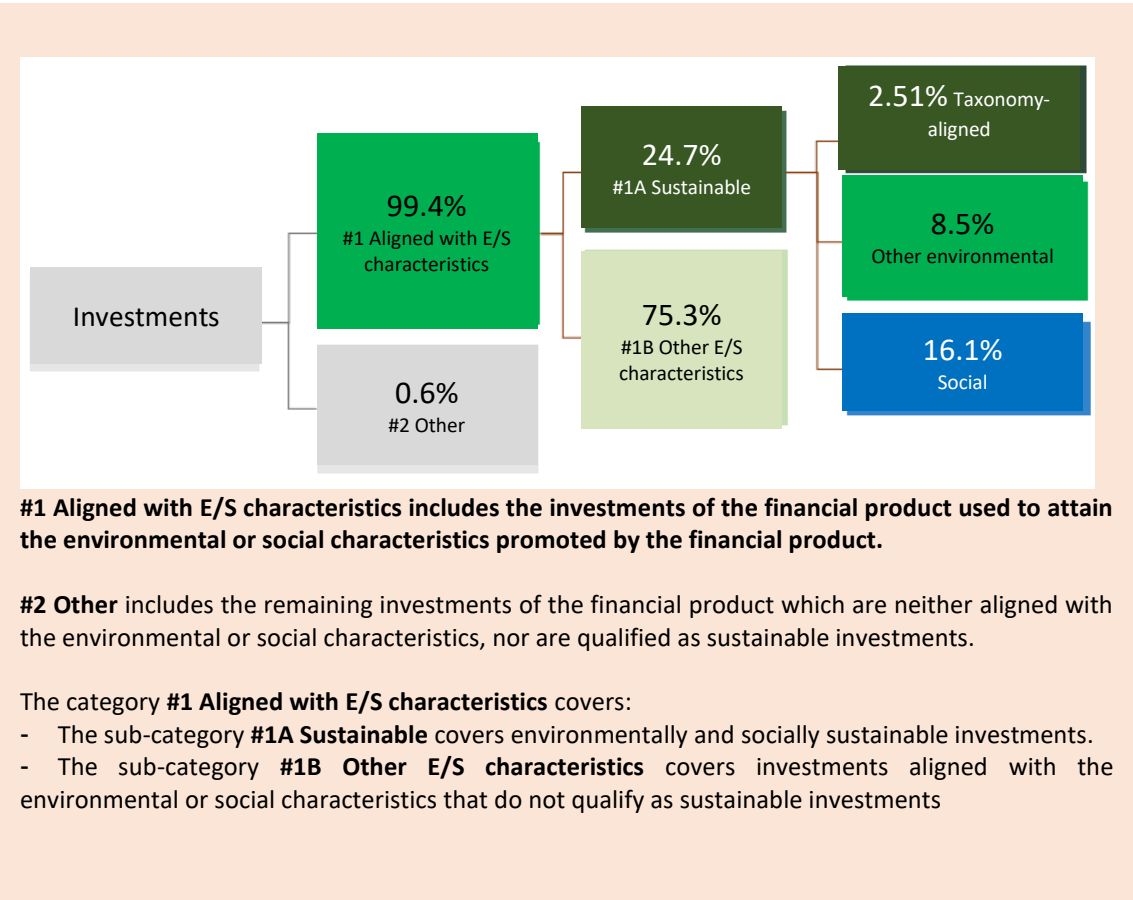 Investments
99.4%
#1 Aligned with E/S
characteristics
0.6%
#2 Other
24.7%
#1A Sustainable
75.3%
#1B Other E/S
characteristics
2.51% Taxonomy-
aligned
8.5%
Other environmental
16.1%
Social
#1 Aligned with E/S characteristics includes the investments of the financial product used to attain
the environmental or social characteristics promoted by the financial product.
#2 Other includes the remaining investments of the financial product which are neither aligned with
the environmental or social characteristics, nor are qualified as sustainable investments.
The category #1 Aligned with E/S characteristics covers:
- The sub-category #1A Sustainable covers environmentally and socially sustainable investments.
- The sub-category #1B Other E/S characteristics covers investments aligned with the
environmental or social characteristics that do not qualify as sustainable investments